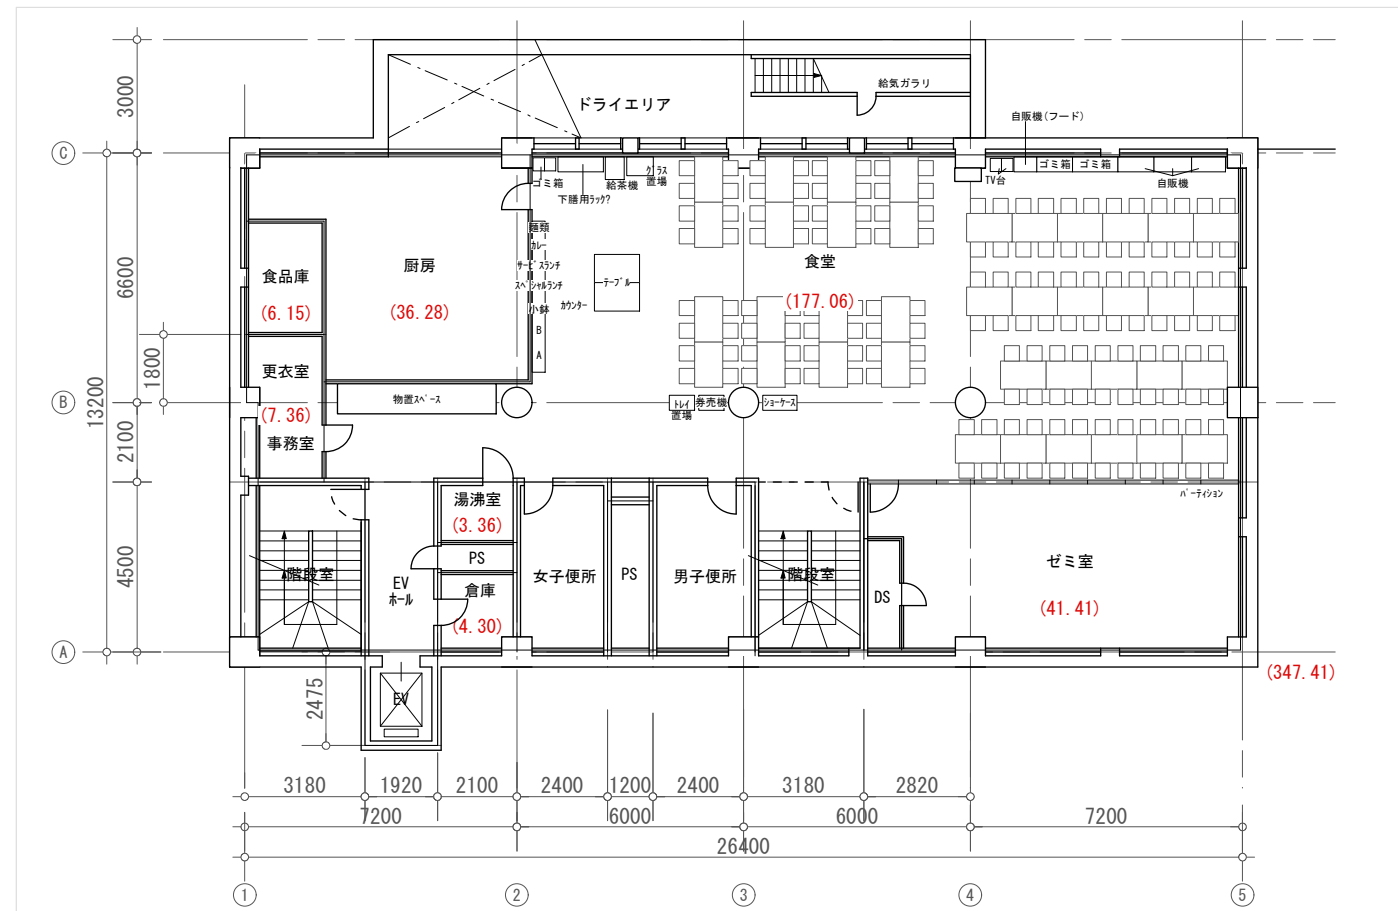 給気ガラリ
ドライエリア
自販機(フード)
3000
C
ゴミ箱
下膳用ラック?
給茶機
グラス
置場
TV台
ゴミ箱
ゴミ箱
自販機
麺類
カレー
サービスランチ
スペシャルランチ
小鉢
B
A
カウンター
テーブル
食堂
(177.06)
厨房
(36.28)
食品庫
(6.15)
6600
1800
13200
更衣室
(7.36)
事務室
物置スペース
B
2100
トレイ
置場
券売機
ショーケース
パーティション
湯沸室
(3.36)
PS
倉庫
(4.30)
階段室
EV
ホール
女子便所
PS
男子便所
階段室
DS
ゼミ室
(41.41)
4500
A
(347.41)
2475
EV
3180
1920
2100
2400
1200
2400
3180
2820
7200
6000
6000
7200
26400
1
2
3
4
5